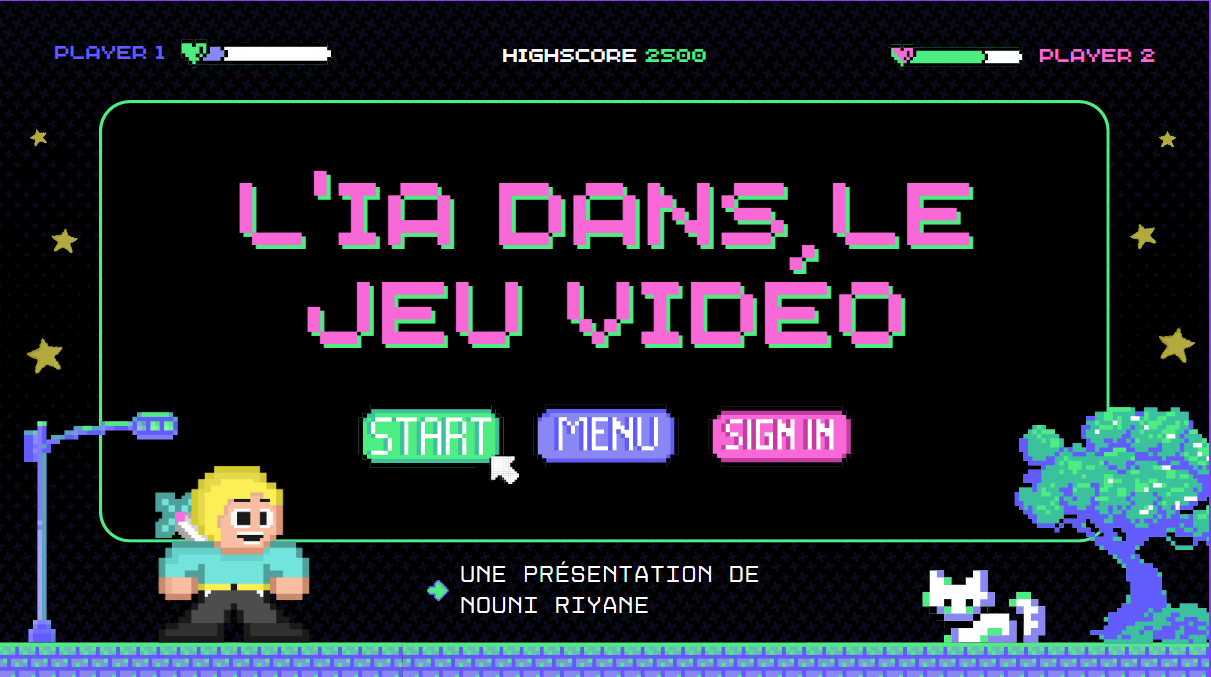 PLAYER 1
HIGHSCORE 2500
PLAYER 2
L'IA DANS LE
JEU VIDÉO
START
MENU
SIGN IN
UNE PRÉSENTATION DE
NOUNI RIYANE